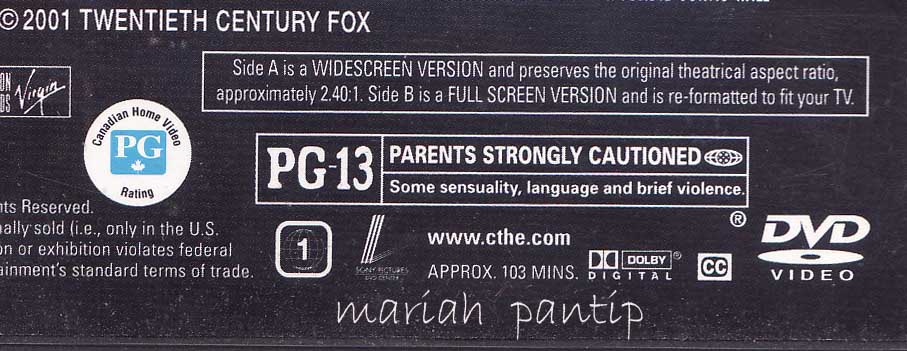 © 2001 TWENTIETH CENTURY FOX
Side A is a WIDESCREEN VERSION and preserves the original theatrical aspect ratio,
approximately 2.40:1. Side B is a FULL SCREEN VERSION and is re-formatted to fit your TV.
Virgin
Canadian Home Video
PG
Rating
PG-13
PARENTS STRONGLY CAUTIONED
Some sensuality, language and brief violence.
Reserved.
sold (i.e., only in the U.S.
or exhibition violates federal
standard terms of trade.
1
SONY PICTURES
DVD CENTER
www.cthe.com
APPROX. 103 MINS.
DOLBY ®
DIGITAL
CC
®
DVD
VIDEO
mariah pantip